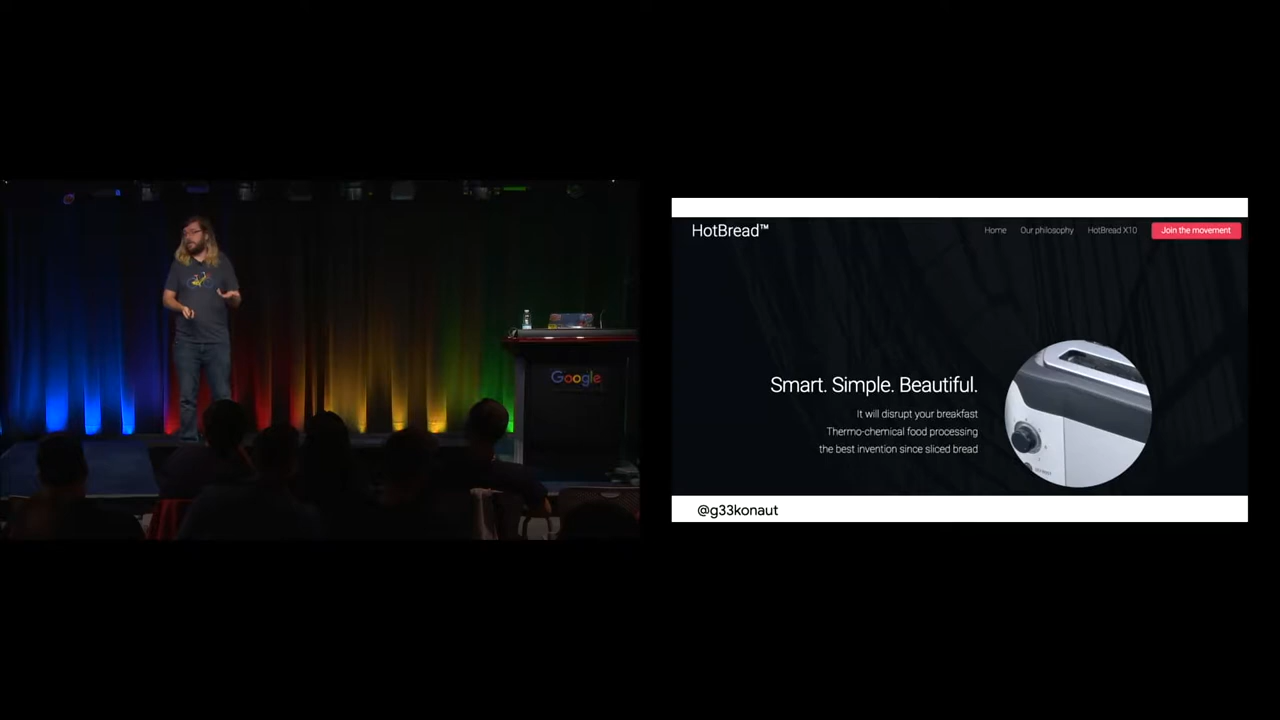 Google
HotBread™
Home
Our philosophy
HotBread X10
Join the movement
Smart. Simple. Beautiful.
It will disrupt your breakfast
Thermo-chemical food processing
the best invention since sliced bread
@g33konaut